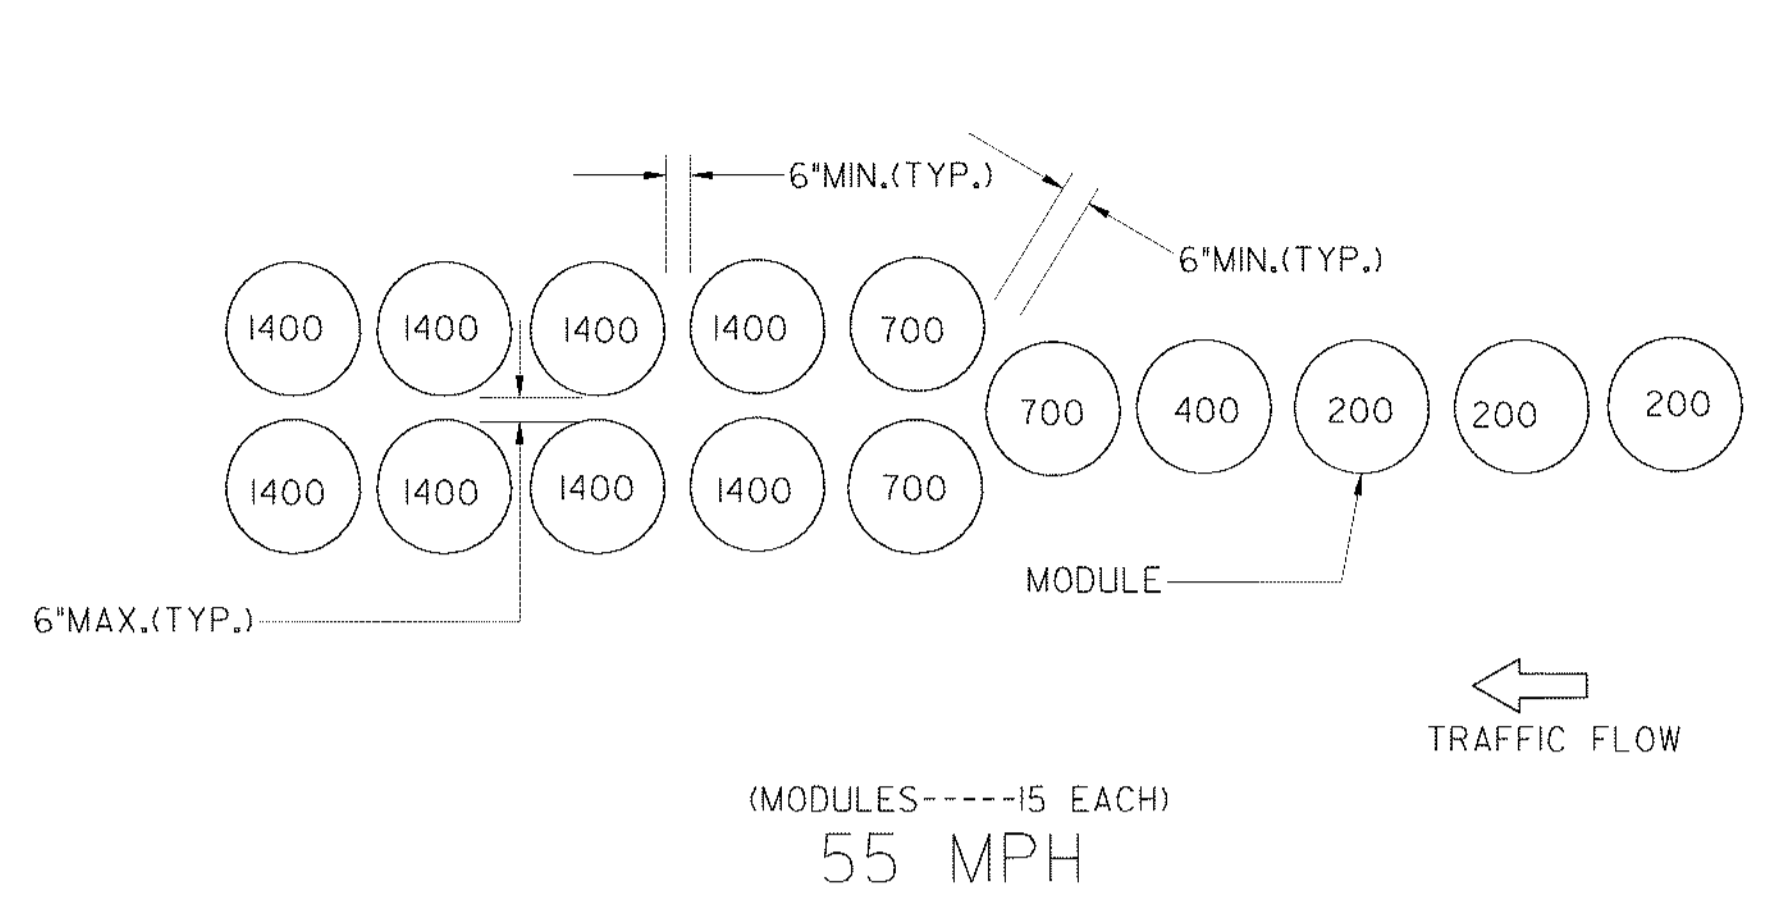 6"MIN.(TYP.)
6"MIN.(TYP.)
1400 1400 1400 1400 700
700 400 200 200 200
1400 1400 1400 1400 700
MODULE
6"MAX.(TYP.)
TRAFFIC FLOW
(MODULES-----15 EACH)
55 MPH